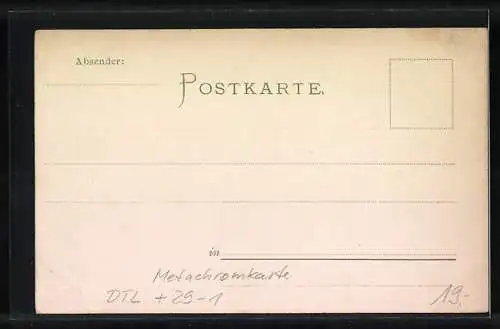 Absender:
POSTKARTE.
in
Metachromkarte
DTL + 29-1
19,-